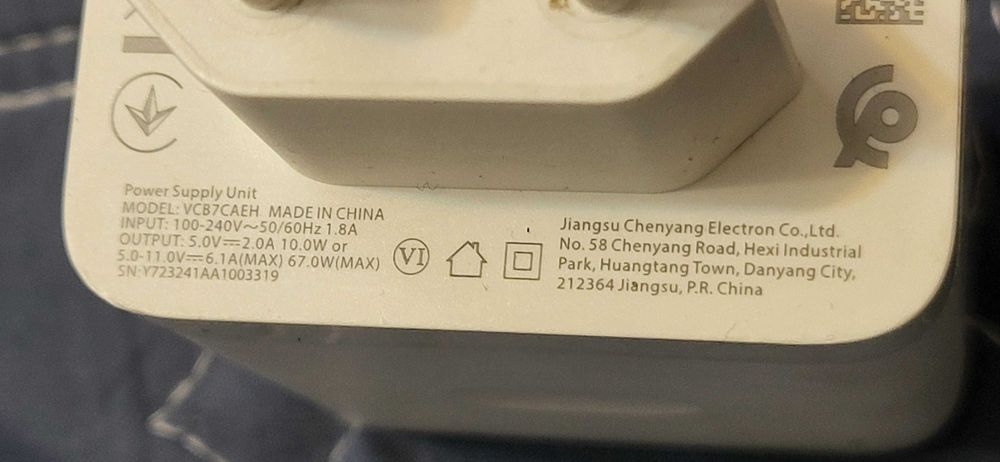 Power Supply Unit
MODEL: VCB7CAEH MADE IN CHINA
INPUT: 100-240V~50/60Hz 1.8A
OUTPUT: 5.0V⎓2.0A 10.0W or
5.0-11.0V⎓6.1A(MAX) 67.0W(MAX)
SN:Y723241AA1003319
VI
Jiangsu Chenyang Electron Co.,Ltd.
No. 58 Chenyang Road, Hexi Industrial
Park, Huangtang Town, Danyang City,
212364 Jiangsu, P.R. China